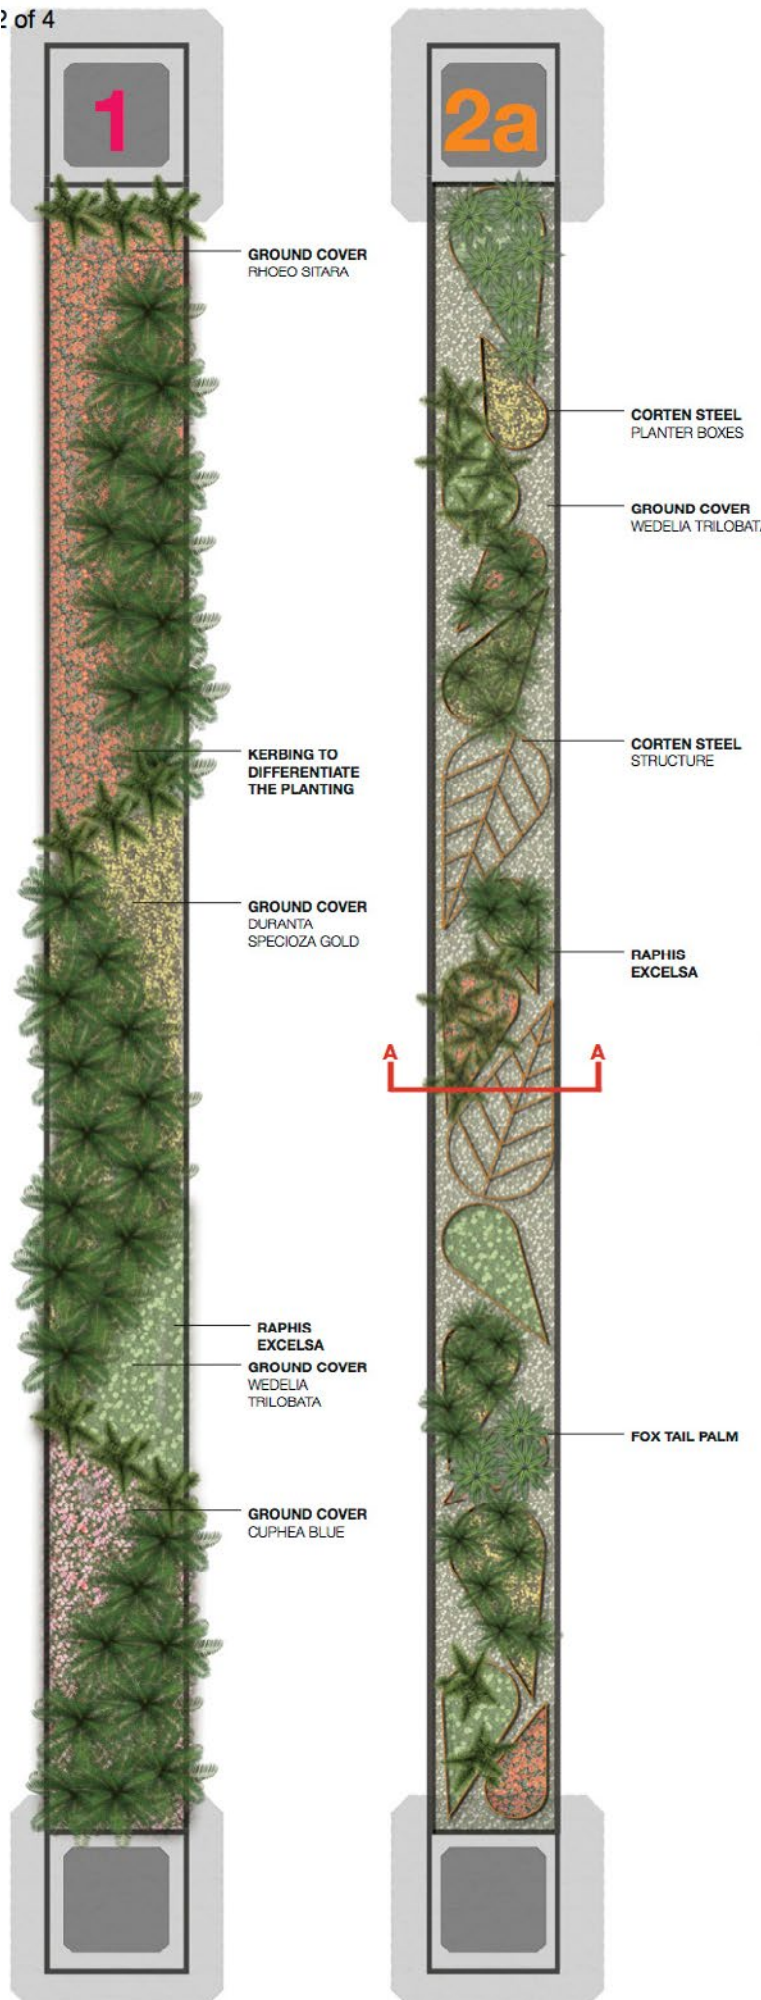 2 of 4
1
GROUND COVER
RHOEO SITARA
KERBING TO
DIFFERENTIATE
THE PLANTING
GROUND COVER
DURANTA
SPECIOZA GOLD
RAPHIS
EXCELSA
GROUND COVER
WEDELIA
TRILOBATA
GROUND COVER
CUPHEA BLUE
2a
CORTEN STEEL
PLANTER BOXES
GROUND COVER
WEDELIA TRILOBATA
CORTEN STEEL
STRUCTURE
RAPHIS
EXCELSA
A A
FOX TAIL PALM